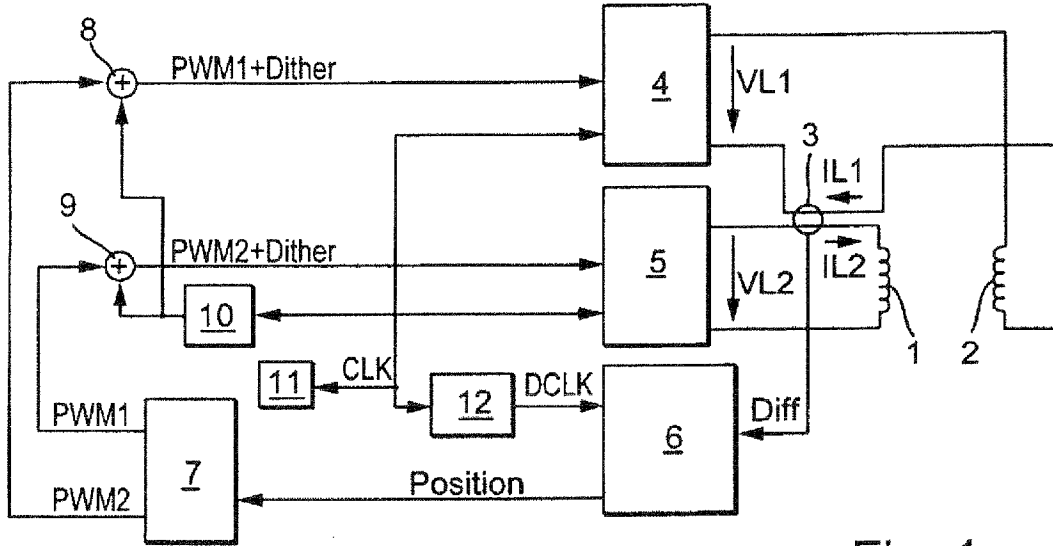 8
PWM1+Dither
4
VL1
3
IL1
9
PWM2+Dither
5
VL2
IL2
10
1
2
11
CLK
12
DCLK
6
Diff
PWM1
7
Position
PWM2